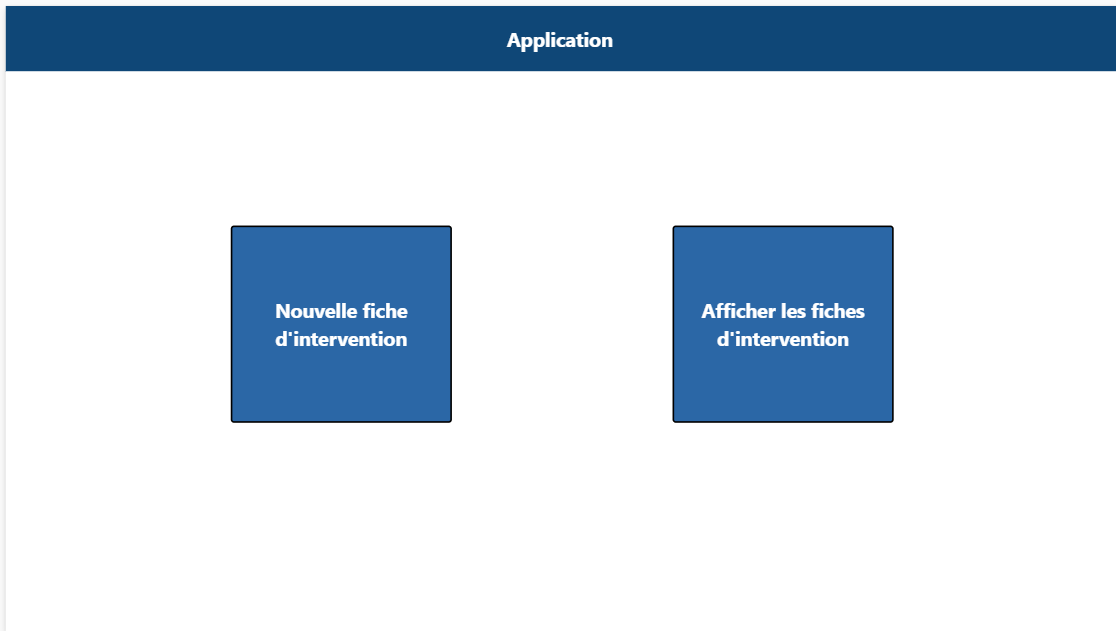 Application
Nouvelle fiche
d'intervention
Afficher les fiches
d'intervention